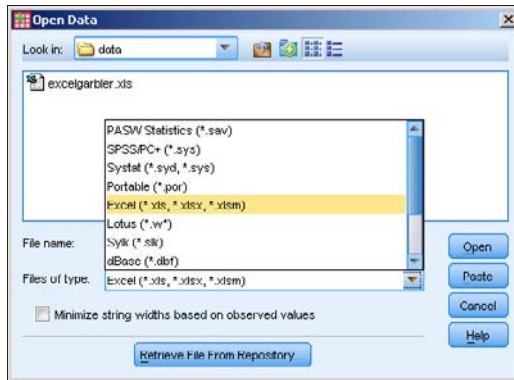 Open Data
Look in: data
excelgarbler.xls
PASW Statistics (*.sav)
SPSS/PC+ (*.sys)
Systat (*.syd, *.sys)
Portable (*.por)
Excel (*.xls, *.xlsx, *.xlsm)
Lotus (*.w*)
Sylk (*.slk)
dBase (*.dbf)
File name:
Open
Files of type: Excel (*.xls, *.xlsx, *.xlsm)
Paste
Minimize string widths based on observed values
Cancel
Help
Retrieve File From Repository...